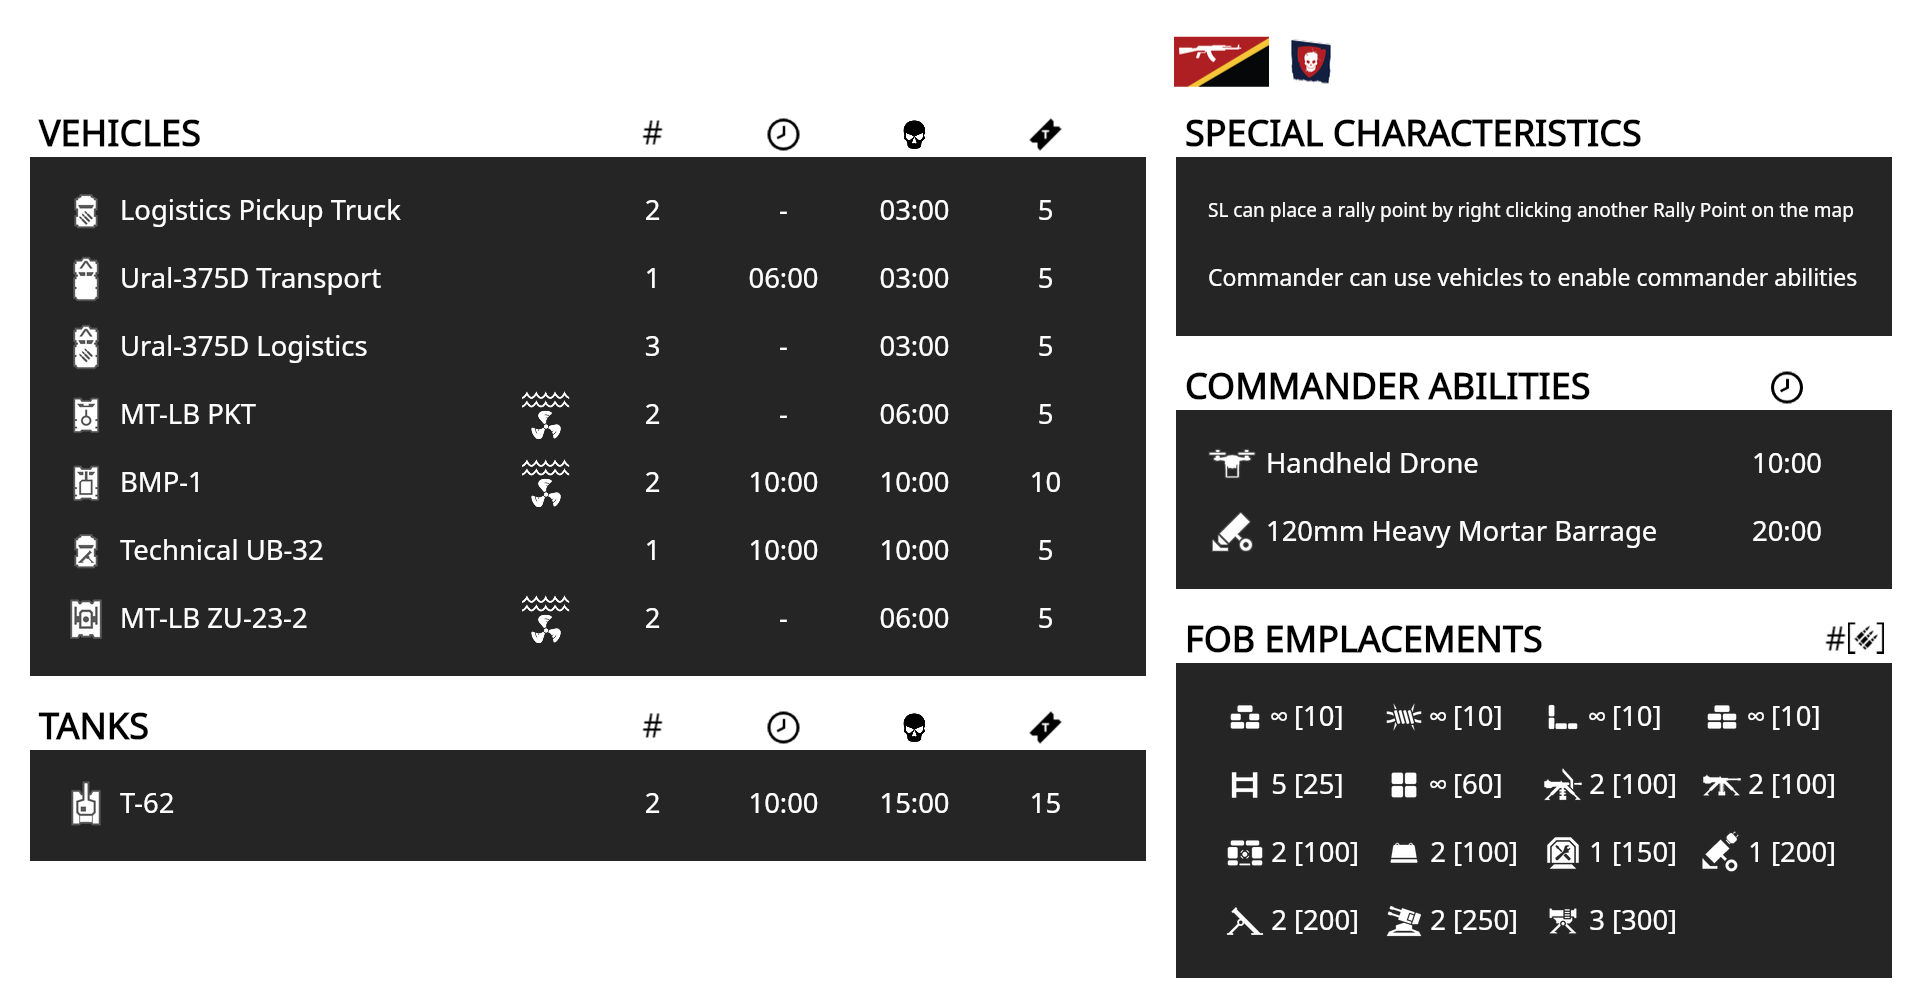 VEHICLES #
Logistics Pickup Truck 2 - 03:00 5
Ural-375D Transport 1 06:00 03:00 5
Ural-375D Logistics 3 - 03:00 5
MT-LB PKT 2 - 06:00 5
BMP-1 2 10:00 10:00 10
Technical UB-32 1 10:00 10:00 5
MT-LB ZU-23-2 2 - 06:00 5
TANKS #
T-62 2 10:00 15:00 15
SPECIAL CHARACTERISTICS
SL can place a rally point by right clicking another Rally Point on the map
Commander can use vehicles to enable commander abilities
COMMANDER ABILITIES
Handheld Drone 10:00
120mm Heavy Mortar Barrage 20:00
FOB EMPLACEMENTS #[]
∞ [10] ∞ [10] ∞ [10] ∞ [10]
5 [25] ∞ [60] 2 [100] 2 [100]
2 [100] 2 [100] 1 [150] 1 [200]
2 [200] 2 [250] 3 [300]